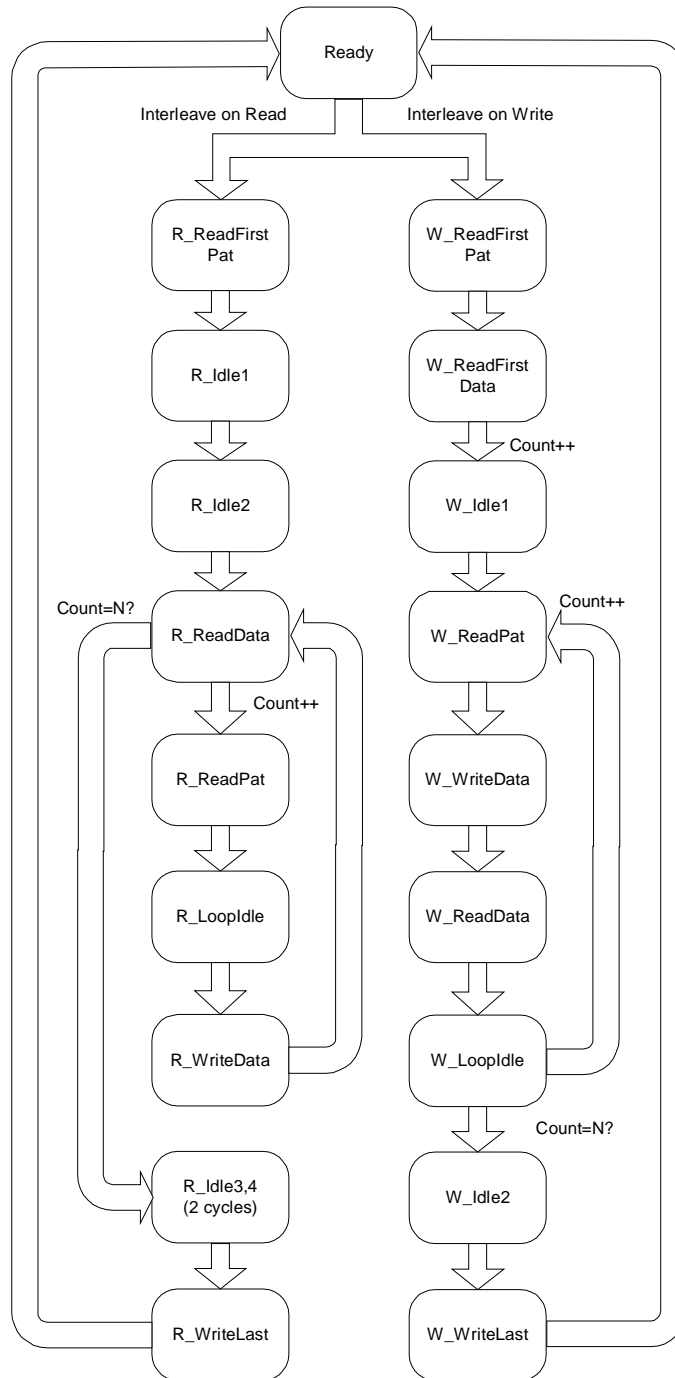 Ready
Interleave on Read
Interleave on Write
R_ReadFirst
Pat
W_ReadFirst
Pat
R_Idle1
W_ReadFirst
Data
Count++
R_Idle2
W_Idle1
Count=N?
R_ReadData
Count++
W_ReadPat
Count++
R_ReadPat
W_WriteData
R_LoopIdle
W_ReadData
R_WriteData
W_LoopIdle
Count=N?
R_Idle3,4
(2 cycles)
W_Idle2
R_WriteLast
W_WriteLast